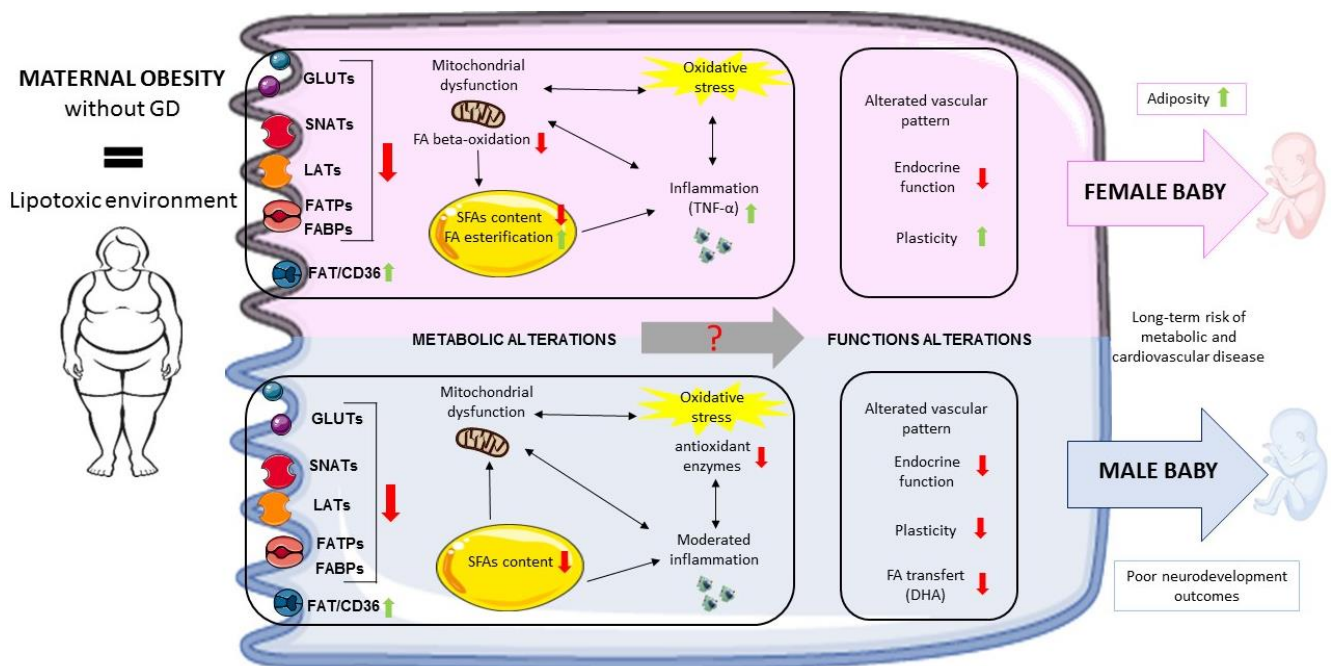 MATERNAL OBESITY
without GD
=
Lipotoxic environment
GLUTs
SNATs
LATs
FATPs
FABPs
FAT/CD36
Mitochondrial
dysfunction
FA beta-oxidation
SFAs content
FA esterification
Oxidative
stress
Inflammation
(TNF-α)
Alterated vascular
pattern
Endocrine
function
Plasticity
Adiposity
FEMALE BABY
METABOLIC ALTERATIONS
?
FUNCTIONS ALTERATIONS
Long-term risk of
metabolic and
cardiovascular disease
GLUTs
SNATs
LATs
FATPs
FABPs
FAT/CD36
Mitochondrial
dysfunction
SFAs content
Oxidative
stress
antioxidant
enzymes
Moderated
inflammation
Alterated vascular
pattern
Endocrine
function
Plasticity
FA transfert
(DHA)
MALE BABY
Poor neurodevelopment
outcomes